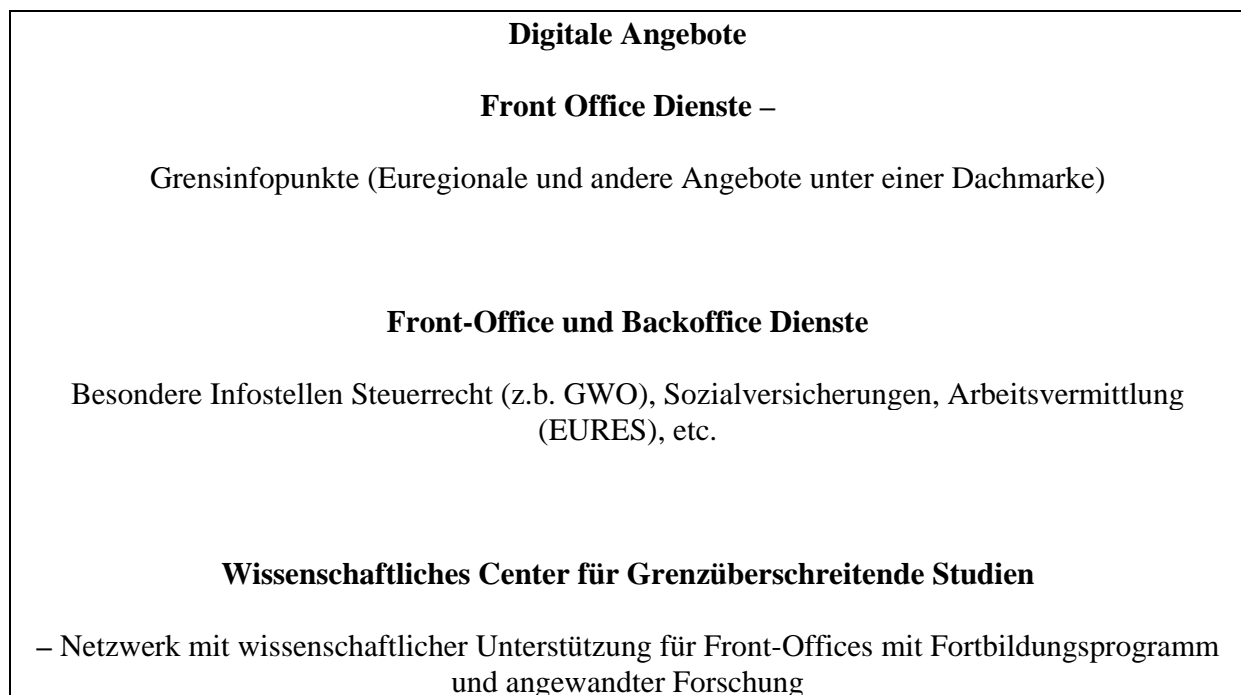 Digitale Angebote
Front Office Dienste –
Grensinfopunkte (Euregionale und andere Angebote unter einer Dachmarke)
Front-Office und Backoffice Dienste
Besondere Infostellen Steuerrecht (z.b. GWO), Sozialversicherungen, Arbeitsvermittlung
(EURES), etc.
Wissenschaftliches Center für Grenzüberschreitende Studien
– Netzwerk mit wissenschaftlicher Unterstützung für Front-Offices mit Fortbildungsprogramm
und angewandter Forschung